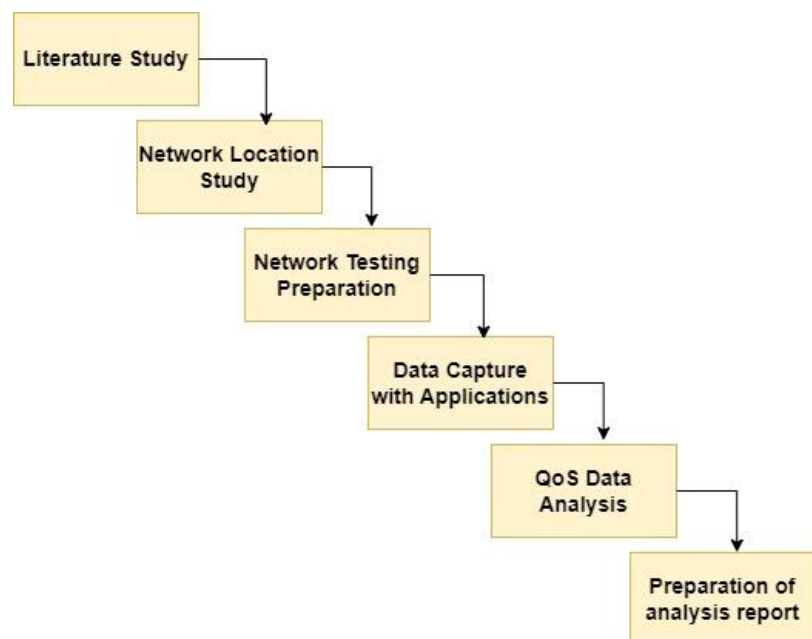 Literature Study
Network Location
Study
Network Testing
Preparation
Data Capture
with Applications
QoS Data
Analysis
Preparation of
analysis report